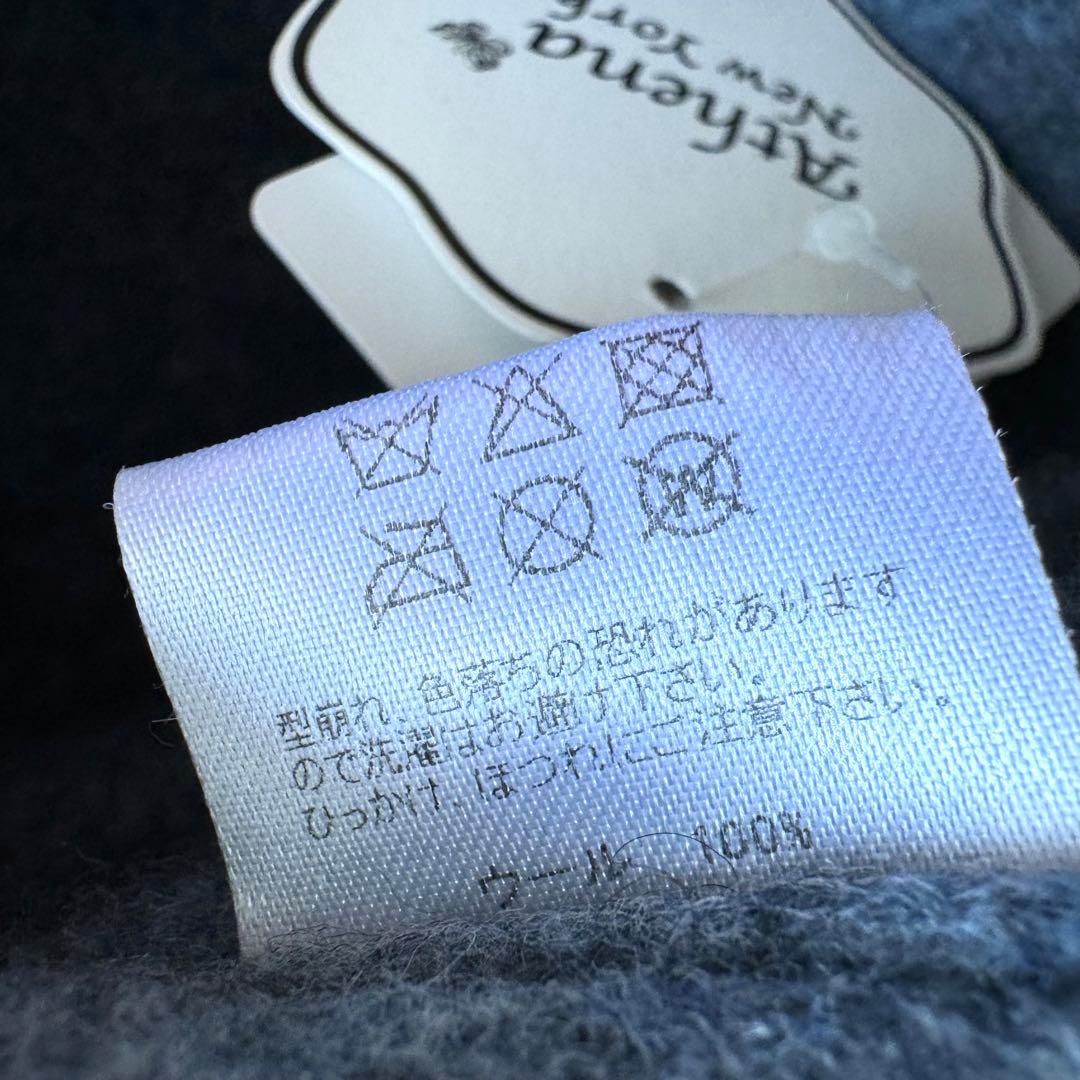 Athena
New York
型崩れ、色落ちの恐れがあります
ので洗濯はお避け下さい。
ひっかけ、ほつれにご注意下さい。
ウール 100%